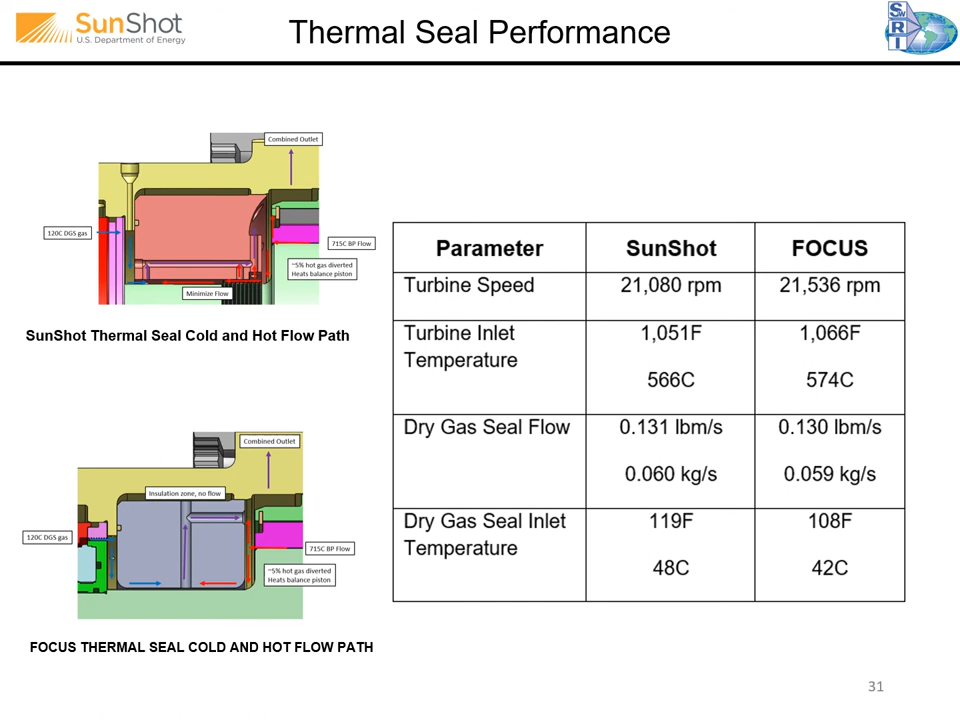 SunShot
U.S. Department of Energy
Thermal Seal Performance
SwRI
Combined Outlet
120C DGS gas
715C BP Flow
~5% hot gas diverted
Heats balance piston
Minimize Flow
SunShot Thermal Seal Cold and Hot Flow Path
Combined Outlet
Insulation zone, no flow
120C DGS gas
715C BP Flow
~5% hot gas diverted
Heats balance piston
FOCUS THERMAL SEAL COLD AND HOT FLOW PATH
Parameter SunShot FOCUS
Turbine Speed 21,080 rpm 21,536 rpm
Turbine Inlet 1,051F 1,066F
Temperature
566C 574C
Dry Gas Seal Flow 0.131 lbm/s 0.130 lbm/s
0.060 kg/s 0.059 kg/s
Dry Gas Seal Inlet 119F 108F
Temperature
48C 42C
31